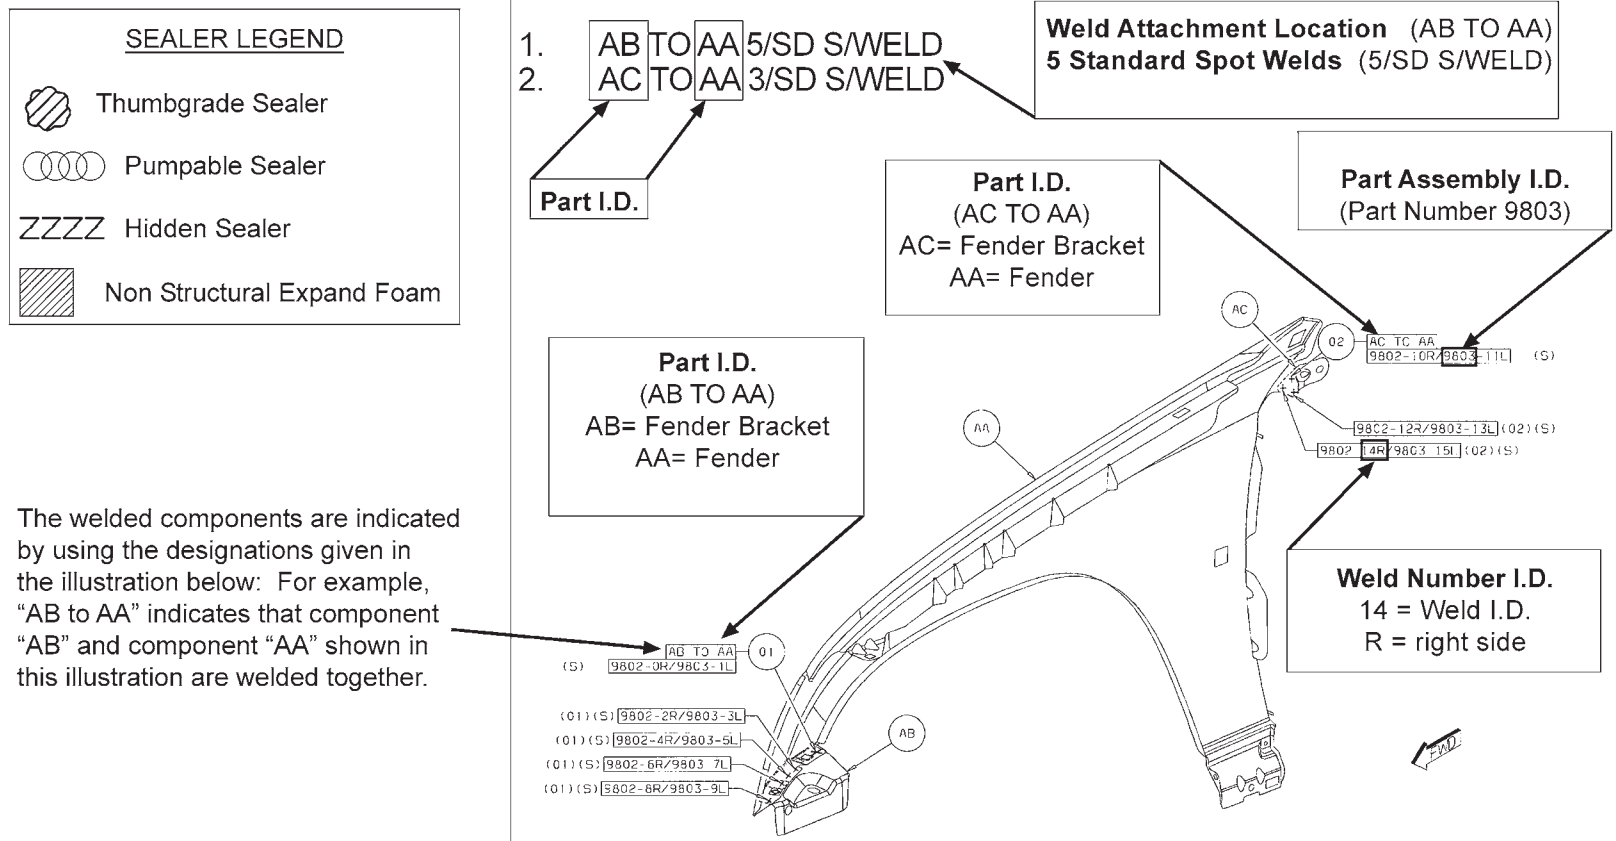 SEALER LEGEND
Thumbgrade Sealer
Pumpable Sealer
Hidden Sealer
Non Structural Expand Foam
The welded components are indicated
by using the designations given in
the illustration below: For example,
“AB to AA” indicates that component
“AB” and component “AA” shown in
this illustration are welded together.
1. AB TO AA 5/SD S/WELD
2. AC TO AA 3/SD S/WELD
Part I.D.
Weld Attachment Location (AB TO AA)
5 Standard Spot Welds (5/SD S/WELD)
Part I.D.
(AC TO AA)
AC= Fender Bracket
AA= Fender
Part Assembly I.D.
(Part Number 9803)
Part I.D.
(AB TO AA)
AB= Fender Bracket
AA= Fender
AC
02
AC TO AA
9802-10R/9803-11L (S)
AA
9802-12R/9803-13L (02)(S)
9802 14R/9803 15L (02)(S)
Weld Number I.D.
14 = Weld I.D.
R = right side
AB TO AA
01
(S) 9802-0R/9803-1L
(01)(S) 9802-2R/9803-3L
(01)(S) 9802-4R/9803-5L
(01)(S) 9802-6R/9803 7L
(01)(S) 9802-8R/9803-9L
AB
FWD